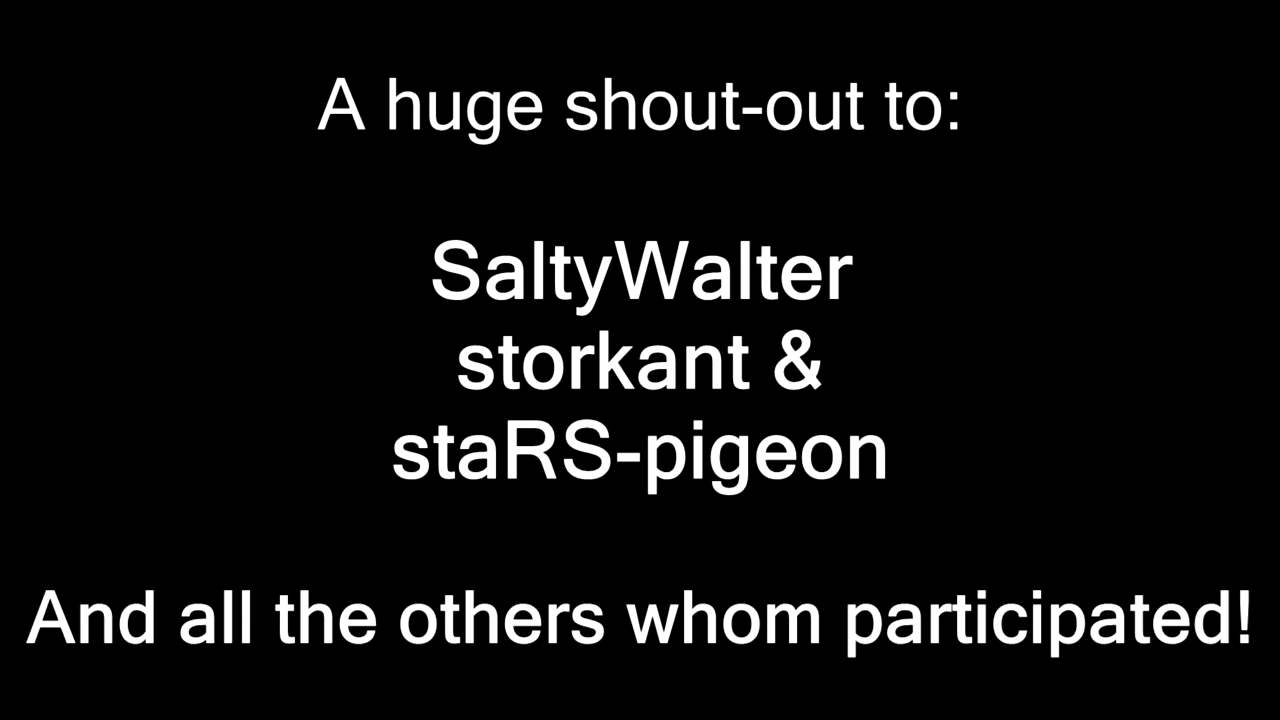 A huge shout-out to:
SaltyWalter
storkant &
staRS-pigeon
And all the others whom participated!